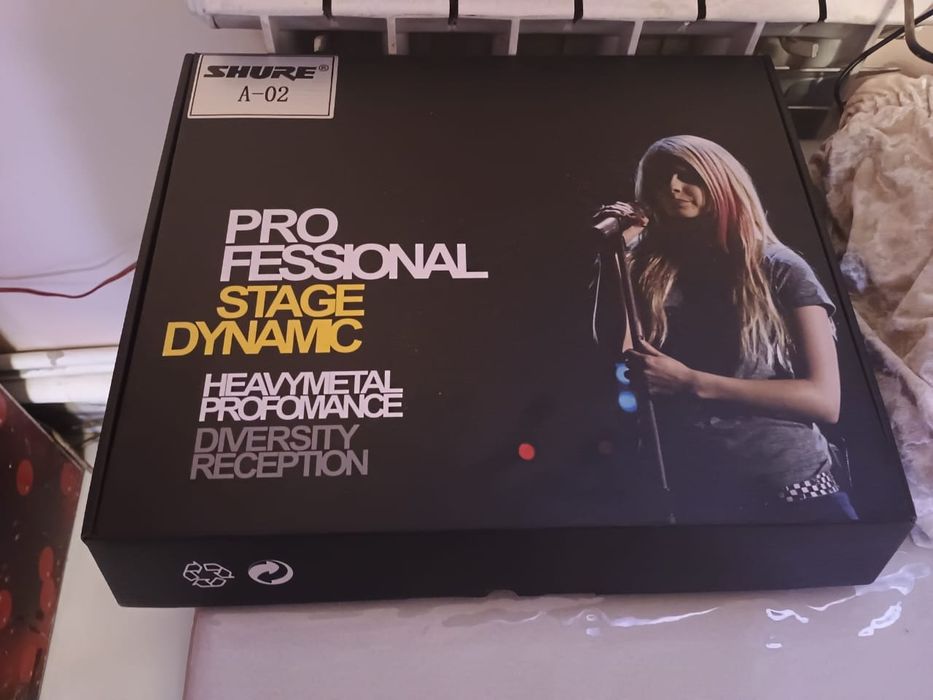 SHURE®
A-02
PRO
FESSIONAL
STAGE
DYNAMIC
HEAVYMETAL
PROFOMANCE
DIVERSITY
RECEPTION